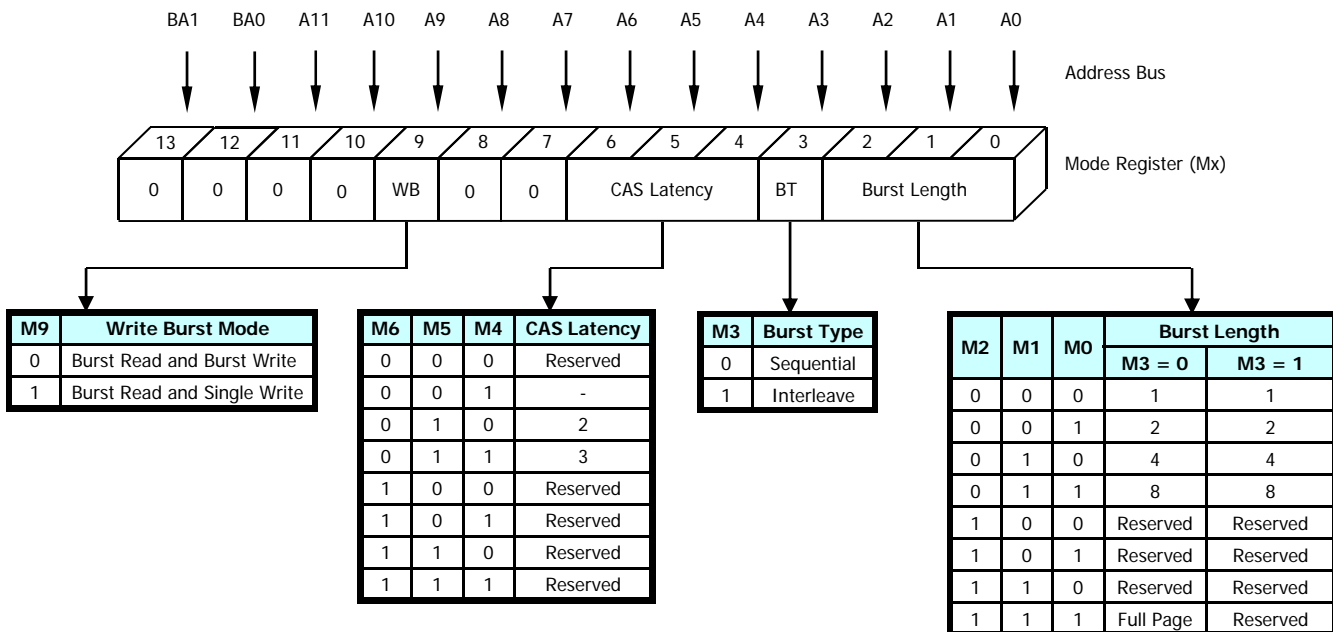 BA1 BA0 A11 A10 A9 A8 A7 A6 A5 A4 A3 A2 A1 A0
Address Bus
13 12 11 10 9 8 7 6 5 4 3 2 1 0
Mode Register (Mx)
0 0 0 0 WB 0 0 CAS Latency BT Burst Length
M9 Write Burst Mode
0 Burst Read and Burst Write
1 Burst Read and Single Write
M6 M5 M4 CAS Latency
0 0 0 Reserved
0 0 1 -
0 1 0 2
0 1 1 3
1 0 0 Reserved
1 0 1 Reserved
1 1 0 Reserved
1 1 1 Reserved
M3 Burst Type
0 Sequential
1 Interleave
M2 M1 M0 Burst Length
M3 = 0 M3 = 1
0 0 0 1 1
0 0 1 2 2
0 1 0 4 4
0 1 1 8 8
1 0 0 Reserved Reserved
1 0 1 Reserved Reserved
1 1 0 Reserved Reserved
1 1 1 Full Page Reserved